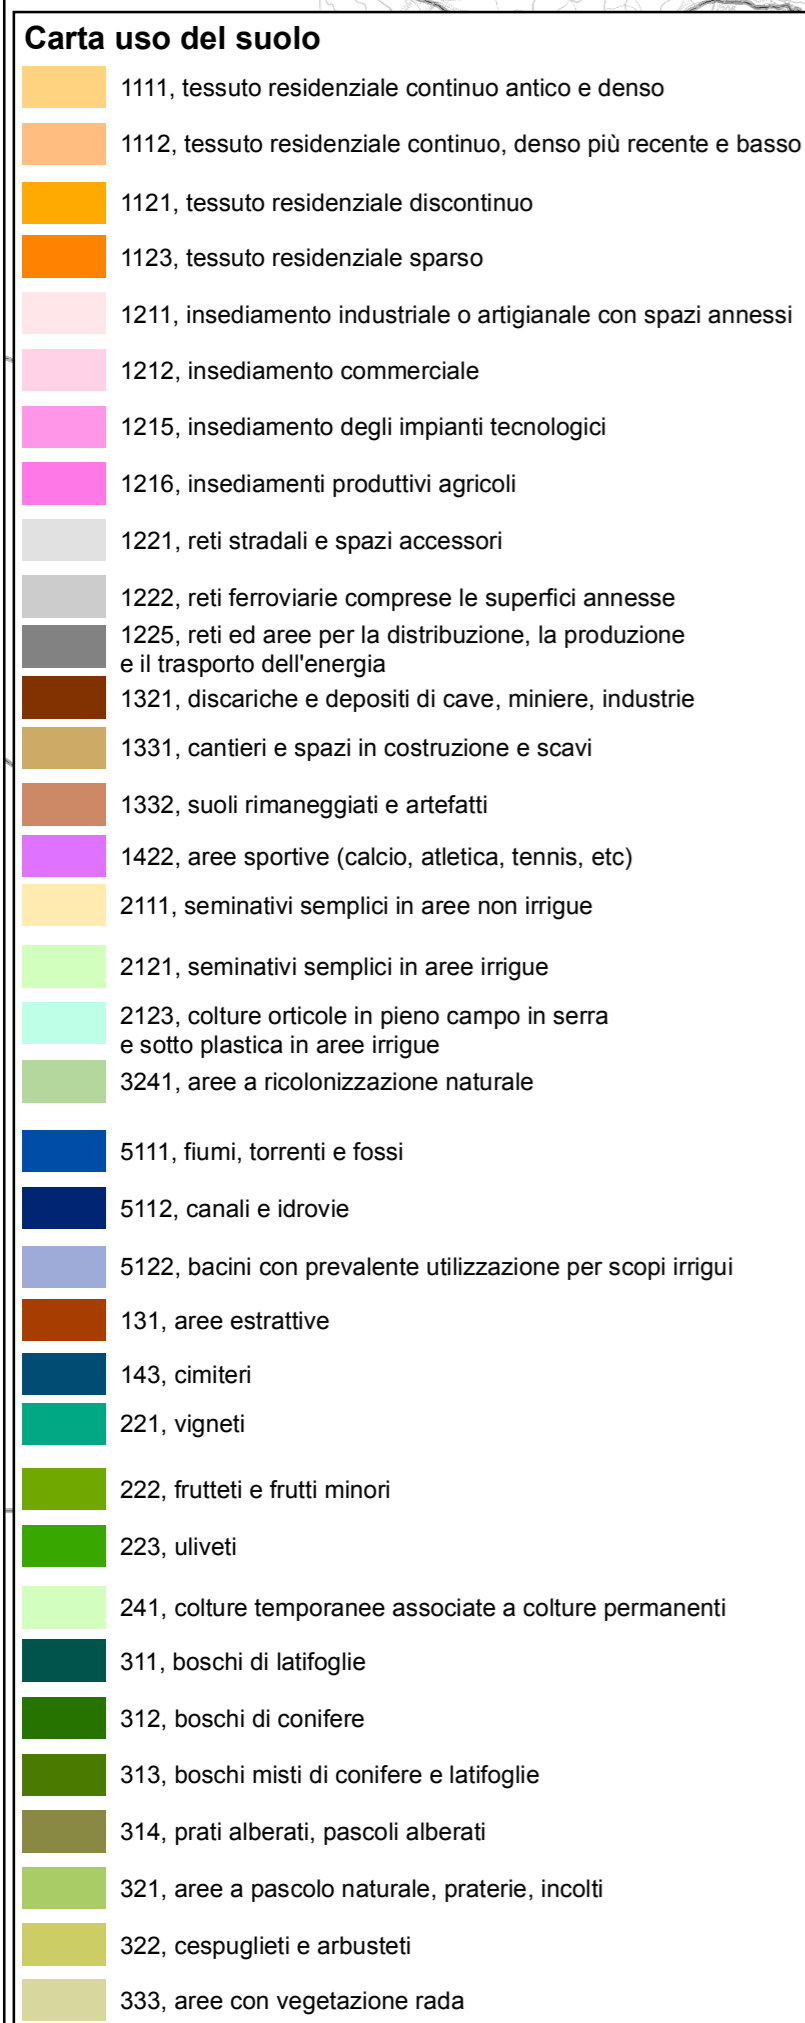 Carta uso del suolo
1111, tessuto residenziale continuo antico e denso
1112, tessuto residenziale continuo, denso più recente e basso
1121, tessuto residenziale discontinuo
1123, tessuto residenziale sparso
1211, insediamento industriale o artigianale con spazi annessi
1212, insediamento commerciale
1215, insediamento degli impianti tecnologici
1216, insediamenti produttivi agricoli
1221, reti stradali e spazi accessori
1222, reti ferroviarie comprese le superfici annesse
1225, reti ed aree per la distribuzione, la produzione
e il trasporto dell'energia
1321, discariche e depositi di cave, miniere, industrie
1331, cantieri e spazi in costruzione e scavi
1332, suoli rimaneggiati e artefatti
1422, aree sportive (calcio, atletica, tennis, etc)
2111, seminativi semplici in aree non irrigue
2121, seminativi semplici in aree irrigue
2123, colture orticole in pieno campo in serra
e sotto plastica in aree irrigue
3241, aree a ricolonizzazione naturale
5111, fiumi, torrenti e fossi
5112, canali e idrovie
5122, bacini con prevalente utilizzazione per scopi irrigui
131, aree estrattive
143, cimiteri
221, vigneti
222, frutteti e frutti minori
223, uliveti
241, colture temporanee associate a colture permanenti
311, boschi di latifoglie
312, boschi di conifere
313, boschi misti di conifere e latifoglie
314, prati alberati, pascoli alberati
321, aree a pascolo naturale, praterie, incolti
322, cespuglieti e arbusteti
333, aree con vegetazione rada